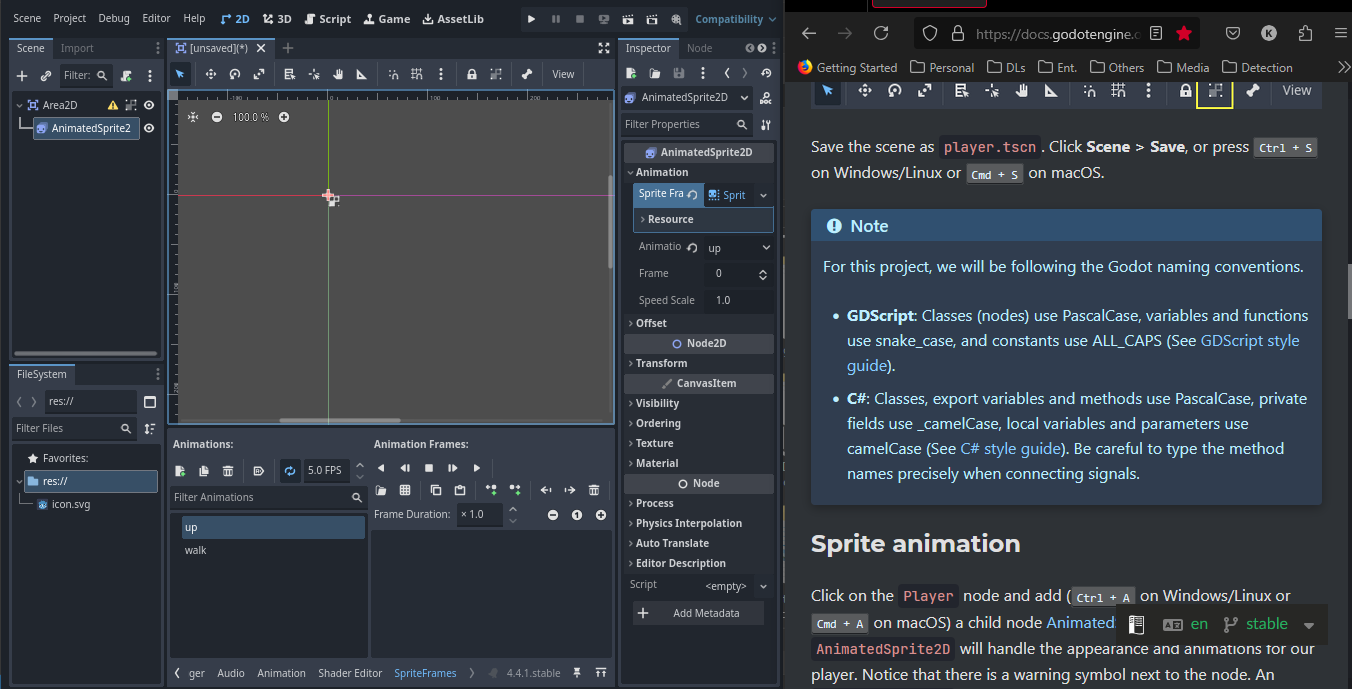 Scene Project Debug Editor Help 2D 3D Script Game AssetLib Compatibility
Scene Import
[unsaved](*)
Inspector Node
Filter:
View
Area2D
AnimatedSprite2
100.0 %
AnimatedSprite2D
Filter Properties
AnimatedSprite2D
Animation
Sprite Fra Sprit
Resource
Animatio up
Frame 0
Speed Scale 1.0
Offset
Node2D
Transform
CanvasItem
Visibility
Ordering
Texture
Material
Node
Process
Physics Interpolation
Auto Translate
Editor Description
Script <empty>
Add Metadata
FileSystem
res://
Filter Files
Favorites:
res://
icon.svg
Animations:
5.0 FPS
Filter Animations
up
walk
Animation Frames:
Frame Duration: × 1.0
ger Audio Animation Shader Editor SpriteFrames 4.4.1.stable
https://docs.godotengine.c
K
Getting Started Personal DLs Ent. Others Media Detection
View
Save the scene as player.tscn . Click Scene > Save, or press Ctrl + S
on Windows/Linux or Cmd + S on macOS.
Note
For this project, we will be following the Godot naming conventions.
• GDScript: Classes (nodes) use PascalCase, variables and functions
use snake_case, and constants use ALL_CAPS (See GDScript style
guide).
• C#: Classes, export variables and methods use PascalCase, private
fields use _camelCase, local variables and parameters use
camelCase (See C# style guide). Be careful to type the method
names precisely when connecting signals.
Sprite animation
Click on the Player node and add ( Ctrl + A on Windows/Linux or
Cmd + A on macOS) a child node Animated
en stable
AnimatedSprite2D will handle the appearance and animations for our
player. Notice that there is a warning symbol next to the node. An